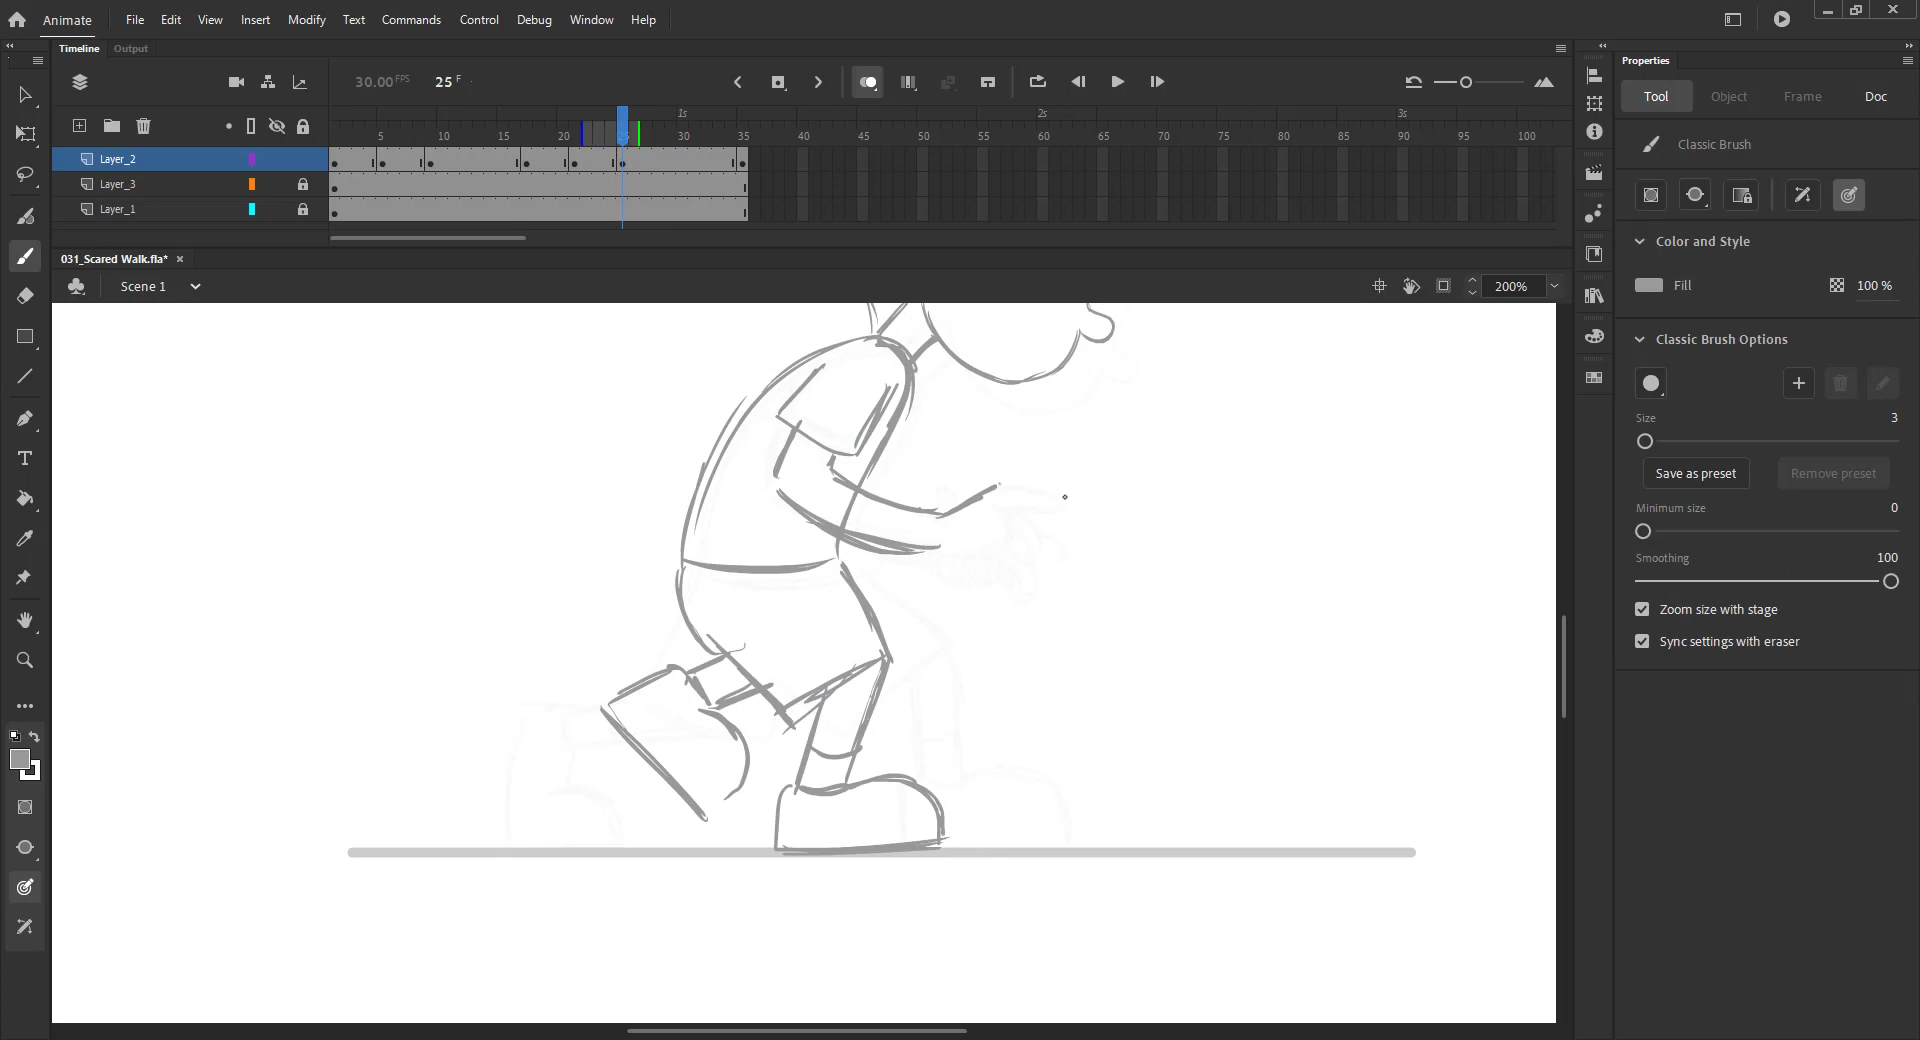 Animate File Edit View Insert Modify Text Commands Control Debug Window Help
Timeline Output
Properties
30.00 FPS 25 F
Tool Object Frame Doc
1s 2s 3s
5 10 15 20 25 30 35 40 45 50 55 60 65 70 75 80 85 90 95 100
Layer_2
Layer_3
Layer_1
Classic Brush
Color and Style
031_Scared Walk.fla*
Scene 1
200%
Fill
100 %
Classic Brush Options
Size
3
Save as preset
Remove preset
Minimum size
0
Smoothing
100
Zoom size with stage
Sync settings with eraser